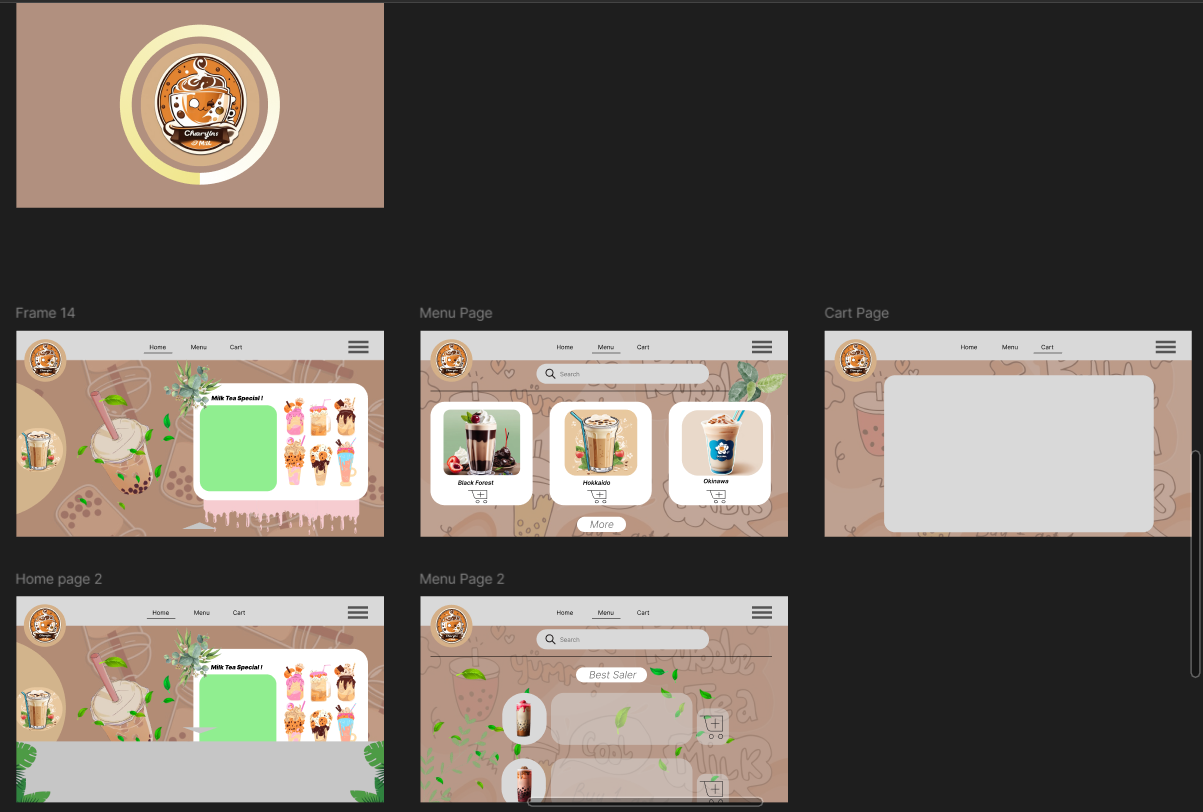 Charylns
D'Milk
Frame 14
Menu Page
Cart Page
Home Menu Cart
Milk Tea Special !
Home Menu Cart
Search
Black Forest
Hokkaido
Okinawa
More
Home Menu Cart
Home page 2
Menu Page 2
Home Menu Cart
Milk Tea Special !
Home Menu Cart
Search
Best Saler